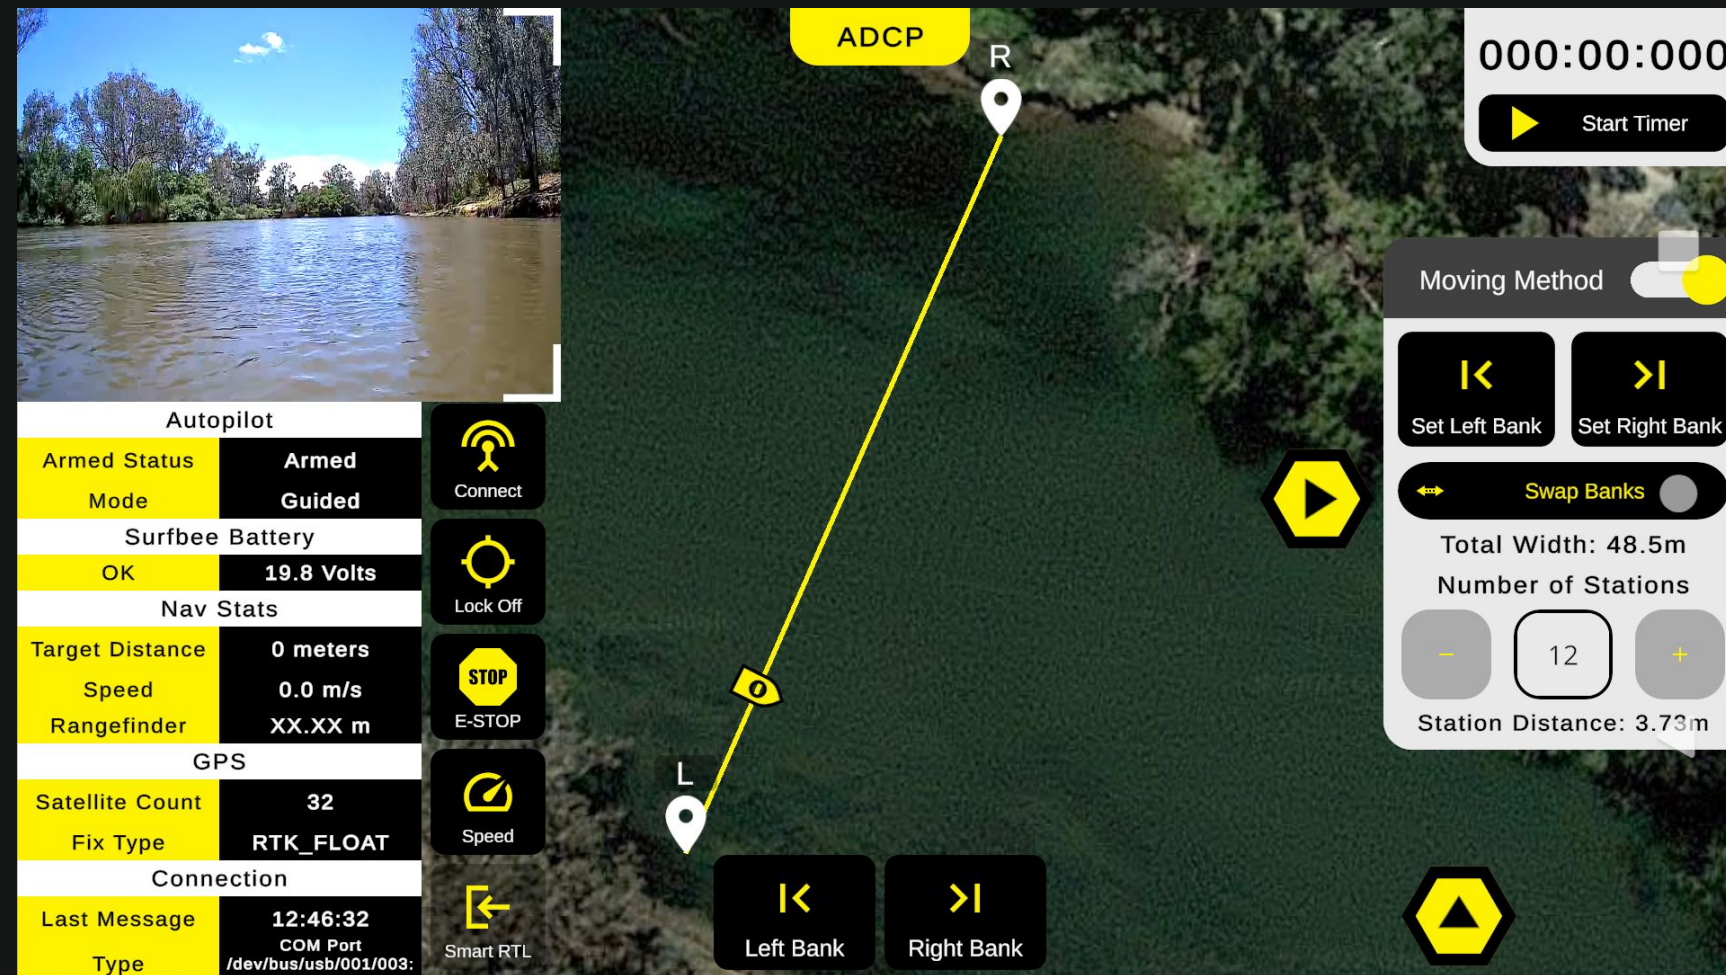 ADCP
R
000:00:000
Start Timer
Moving Method
Set Left Bank
Set Right Bank
Swap Banks
Total Width: 48.5m
Number of Stations
−
12
+
Station Distance: 3.73m
Autopilot
Armed Status Armed
Mode Guided
Surfbee Battery
OK 19.8 Volts
Nav Stats
Target Distance 0 meters
Speed 0.0 m/s
Rangefinder XX.XX m
GPS
Satellite Count 32
Fix Type RTK_FLOAT
Connection
Last Message 12:46:32
Type COM Port
/dev/bus/usb/001/003:
Connect
Lock Off
STOP
E-STOP
Speed
Smart RTL
L
Left Bank
Right Bank